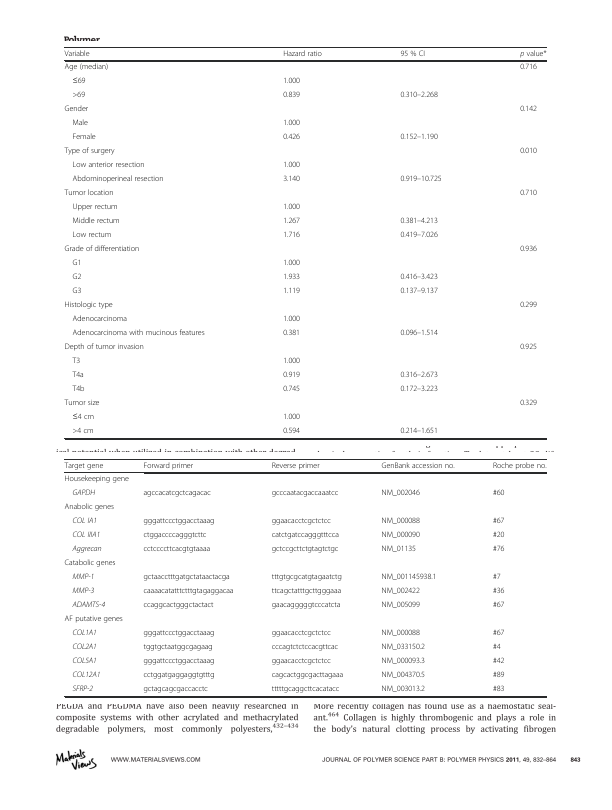 Polymer
Variable Hazard ratio 95 % CI p value*
Age (median) 0.716
≤69 1.000
>69 0.839 0.310–2.268
Gender 0.142
Male 1.000
Female 0.426 0.152–1.190
Type of surgery 0.010
Low anterior resection 1.000
Abdominoperineal resection 3.140 0.919–10.725
Tumor location 0.710
Upper rectum 1.000
Middle rectum 1.267 0.381–4.213
Low rectum 1.716 0.419–7.026
Grade of differentiation 0.936
G1 1.000
G2 1.933 0.416–3.423
G3 1.119 0.137–9.137
Histologic type 0.299
Adenocarcinoma 1.000
Adenocarcinoma with mucinous features 0.381 0.096–1.514
Depth of tumor invasion 0.925
T3 1.000
T4a 0.919 0.316–2.673
T4b 0.745 0.172–3.223
Tumor size 0.329
≤4 cm 1.000
>4 cm 0.594 0.214–1.651
ical potential when utilized in combination with other degrad-
Target gene Forward primer Reverse primer GenBank accession no. Roche probe no.
Housekeeping gene
GAPDH agccacatcgctcagacac gcccaatacgaccaaatcc NM_002046 #60
Anabolic genes
COL IA1 gggattccctggacctaaag ggaacacctcgctctcc NM_000088 #67
COL IIIA1 ctggaccccagggtcttc catctgatccagggtttcca NM_000090 #20
Aggrecan cctccccttcacgtgtaaaa gctccgcttctgtagtctgc NM_01135 #76
Catabolic genes
MMP-1 gctaacctttgatgctataactacga tttgtgcgcatgtagaatctg NM_001145938.1 #7
MMP-3 caaaacatatttctttgtagaggacaa ttcagctatttgcttgggaaa NM_002422 #36
ADAMTS-4 ccaggcactgggctactact gaacagggggtcccatcta NM_005099 #67
AF putative genes
COL1A1 gggattccctggacctaaag ggaacacctcgctctcc NM_000088 #67
COL2A1 tggtgctaatggcgagaag cccagtctctccacgttcac NM_033150.2 #4
COL5A1 gggattccctggacctaaag ggaacacctcgctctcc NM_000093.3 #42
COL12A1 cctggatgaggaggtgtttg cagcactggcgacttagaaa NM_004370.5 #89
SFRP-2 gctagcagcgaccacctc tttttgcaggcttcacatacc NM_003013.2 #83
PEGDA and PEGDMA have also been heavily researched in
composite systems with other acrylated and methacrylated
degradable polymers, most commonly polyesters,432–434
More recently collagen has found use as a haemostatic seal-
ant.464 Collagen is highly thrombogenic and plays a role in
the body's natural clotting process by activating fibrogen
Materials Views WWW.MATERIALSVIEWS.COM JOURNAL OF POLYMER SCIENCE PART B: POLYMER PHYSICS 2011, 49, 832–864 843